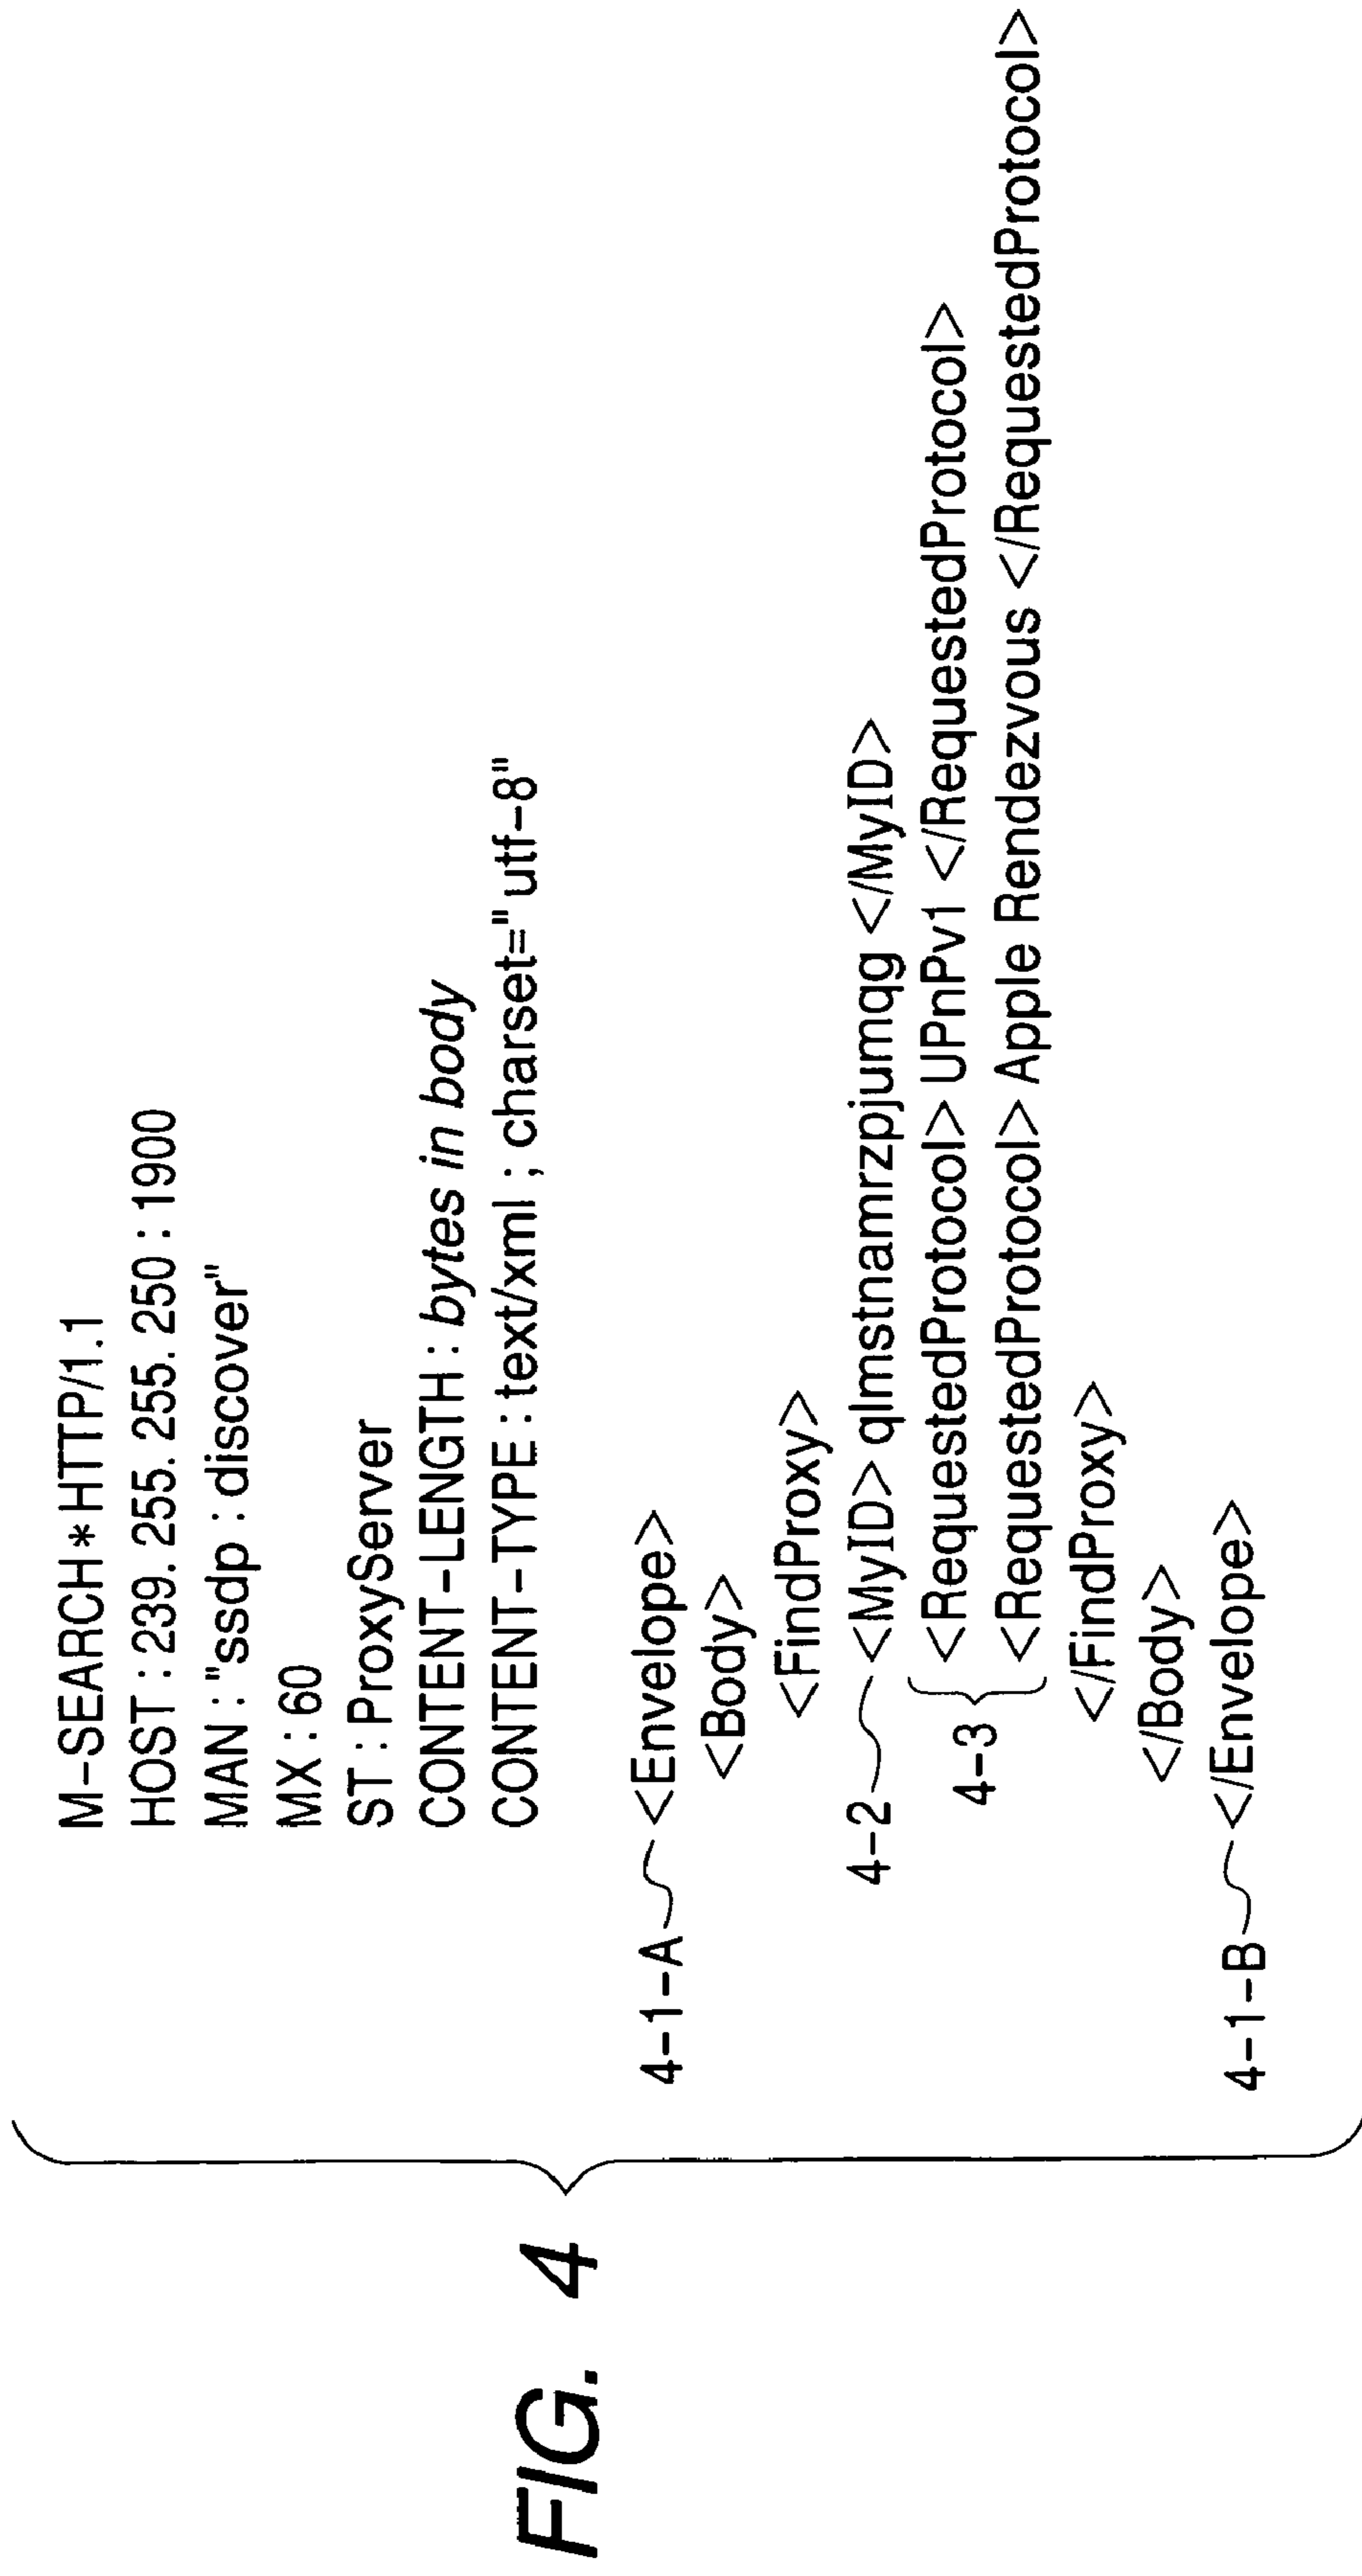 FIG. 4
M-SEARCH*HTTP/1.1
HOST : 239. 255. 255. 250 : 1900
MAN : "ssdp : discover"
MX : 60
ST : ProxyServer
CONTENT-LENGTH : bytes in body
CONTENT-TYPE : text/xml ; charset="utf-8"
4-1-A <Envelope>
<Body>
<FindProxy>
4-2 <MyID> qlmstnamrzpjumqg </MyID>
4-3 <RequestedProtocol> UPnPv1 </RequestedProtocol>
<RequestedProtocol> Apple Rendezvous </RequestedProtocol>
</FindProxy>
</Body>
4-1-B </Envelope>